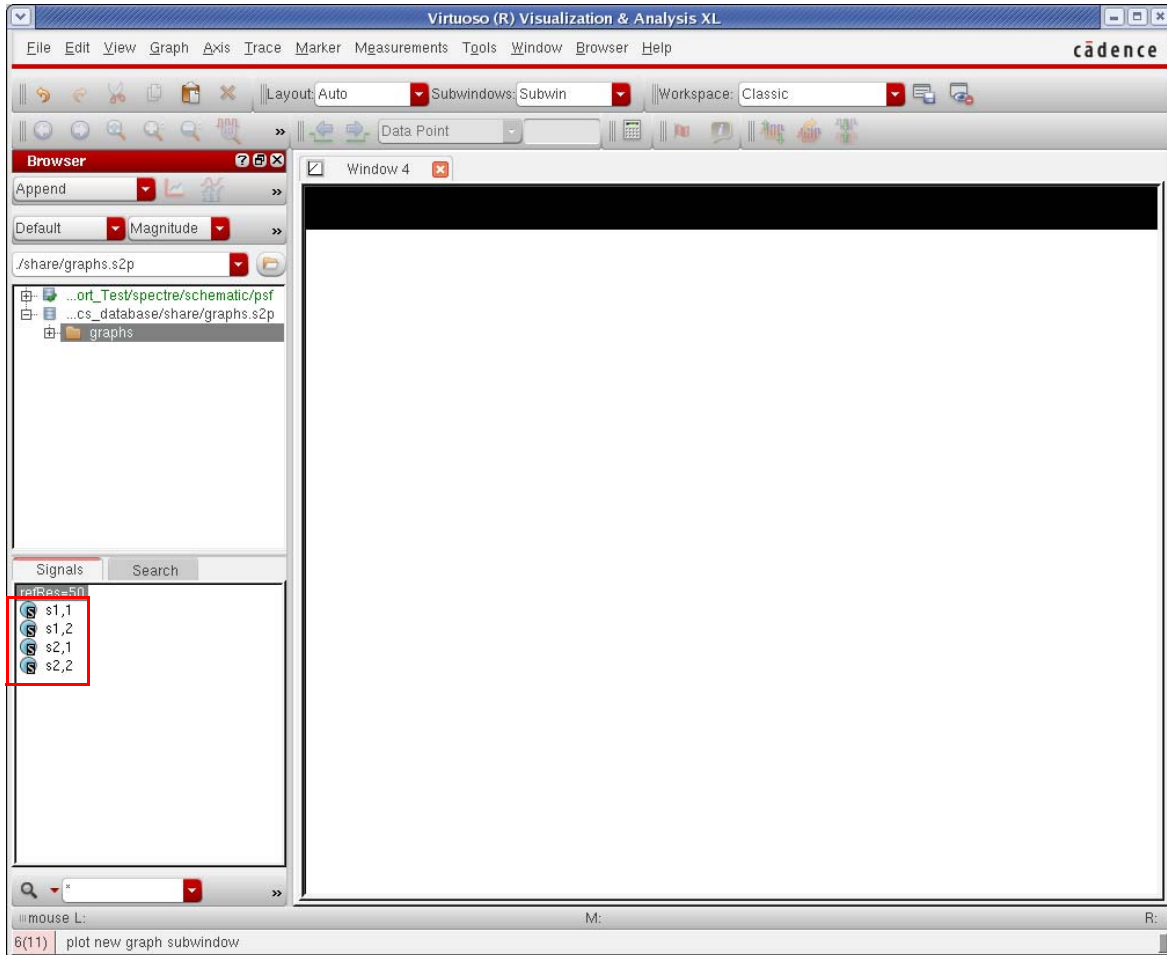 Virtuoso (R) Visualization & Analysis XL
File Edit View Graph Axis Trace Marker Measurements Tools Window Browser Help
cādence
Layout: Auto Subwindows: Subwin Workspace: Classic
» Data Point
Browser
Window 4
Append »
Default Magnitude »
./share/graphs.s2p
...ort_Test/spectre/schematic/psf
...cs_database/share/graphs.s2p
graphs
Signals Search
refRes=50
s1,1
s1,2
s2,1
s2,2
* »
mouse L: M: R:
6(11) plot new graph subwindow